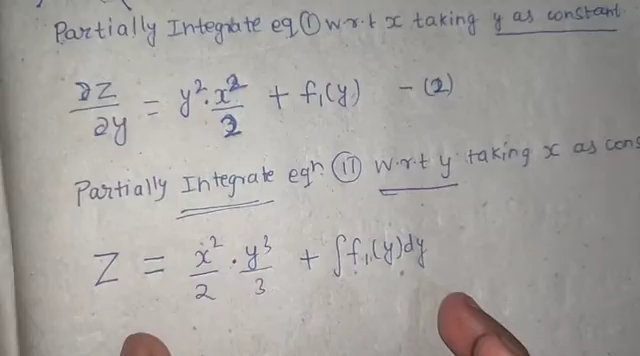 Partially Integrate eq ① w.r.t x taking y as constant.
∂z/∂y = y²·x²/2 + f₁(y) - (2)
Partially Integrate eqⁿ ⑪ w.r.t y taking x as cons
Z = x²/2 · y³/3 + ∫f₁(y)dy